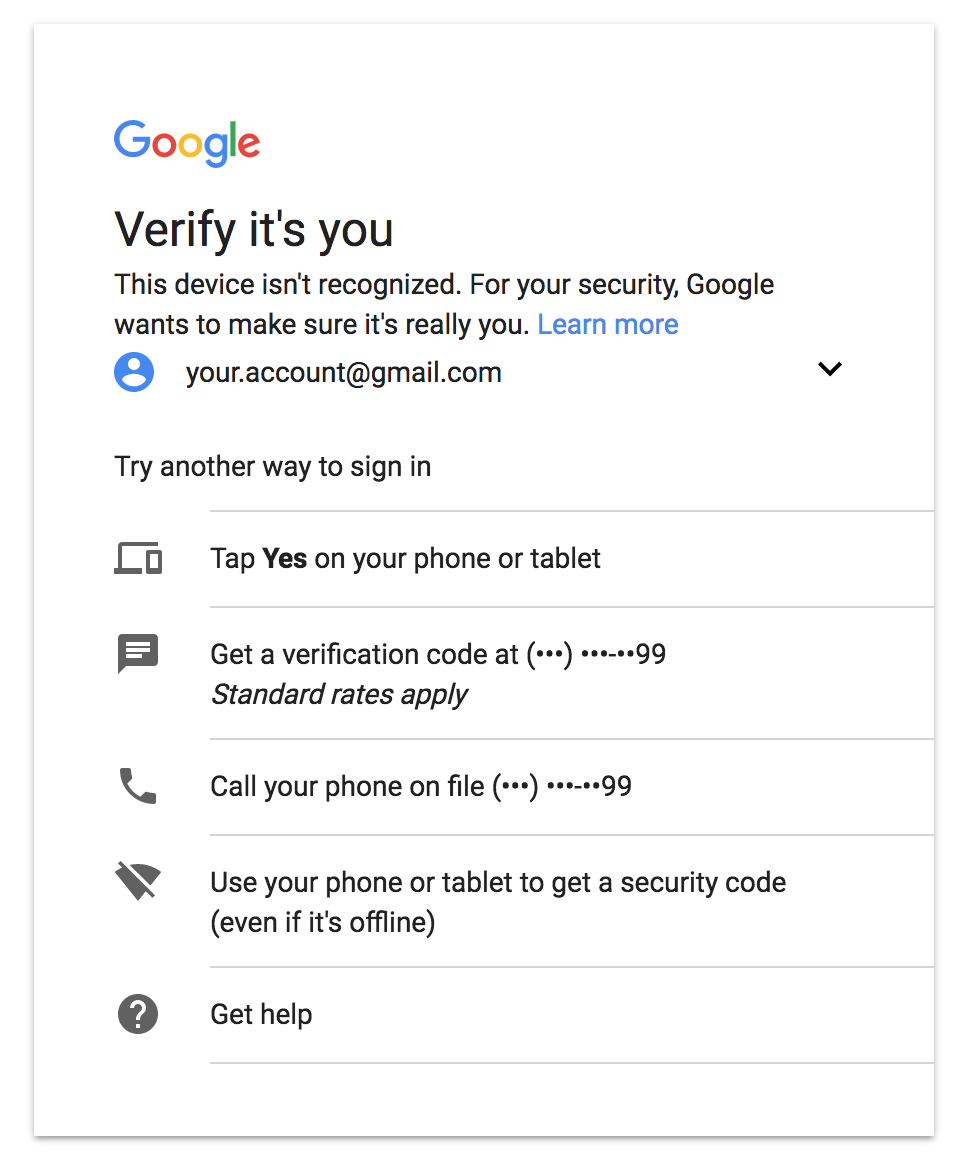 Google
Verify it's you
This device isn't recognized. For your security, Google
wants to make sure it's really you. Learn more
your.account@gmail.com
Try another way to sign in
Tap Yes on your phone or tablet
Get a verification code at (•••) •••-••99
Standard rates apply
Call your phone on file (•••) •••-••99
Use your phone or tablet to get a security code
(even if it's offline)
Get help